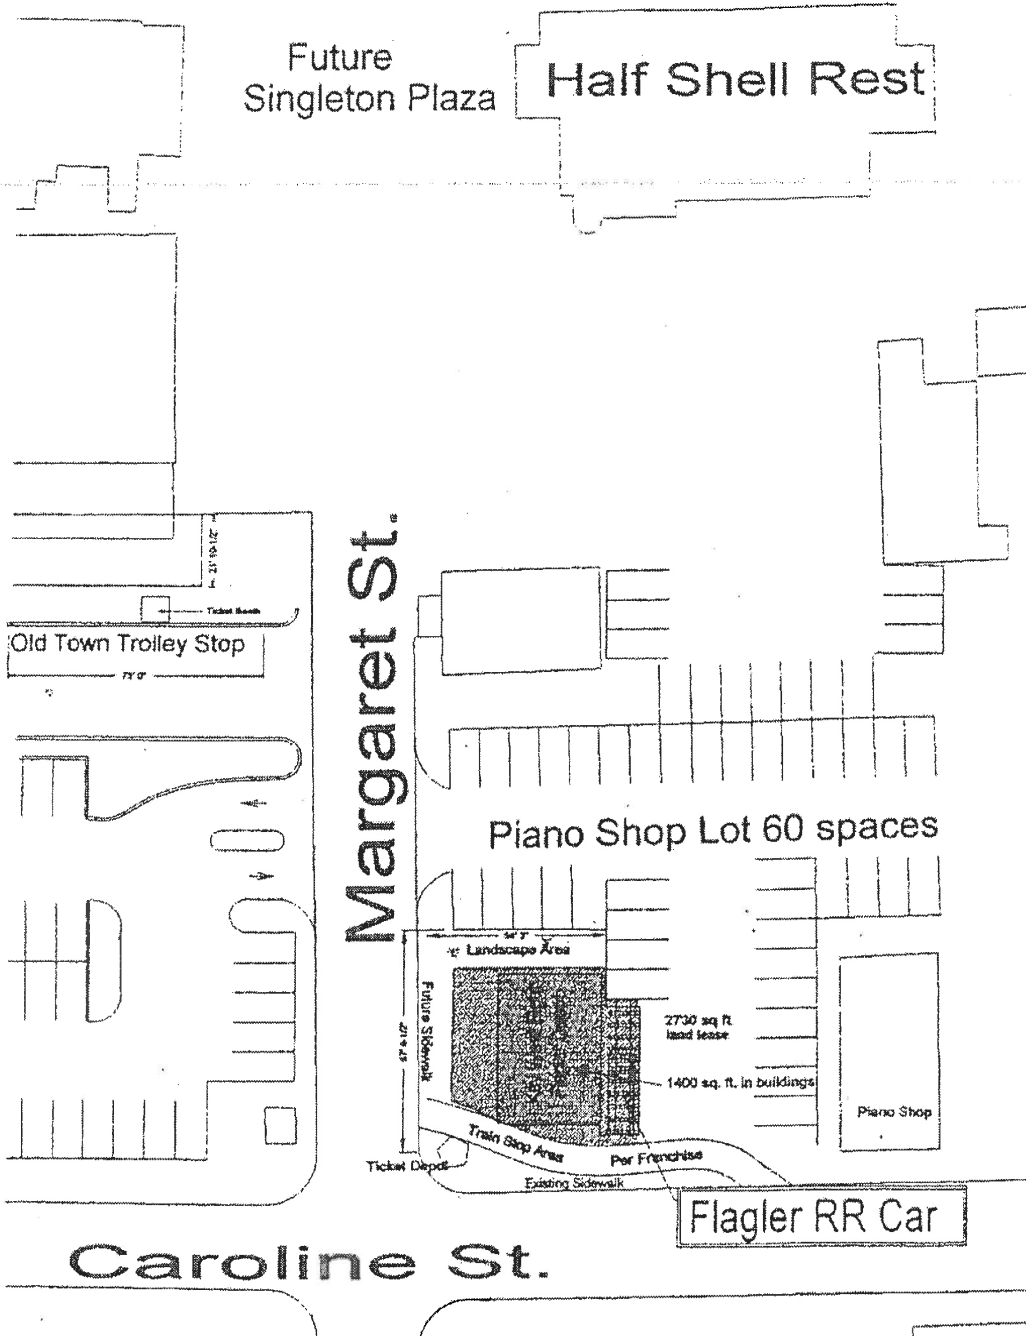 Future
Singleton Plaza
Half Shell Rest
Margaret St.
Ticket Booth
Old Town Trolley Stop
Piano Shop Lot 60 spaces
Landscape Area
Future Sidewalk
2730 sq ft
land lease
1400 sq. ft. in buildings
Piano Shop
Train Stop Area
Per Franchise
Ticket Depot
Existing Sidewalk
Flagler RR Car
Caroline St.